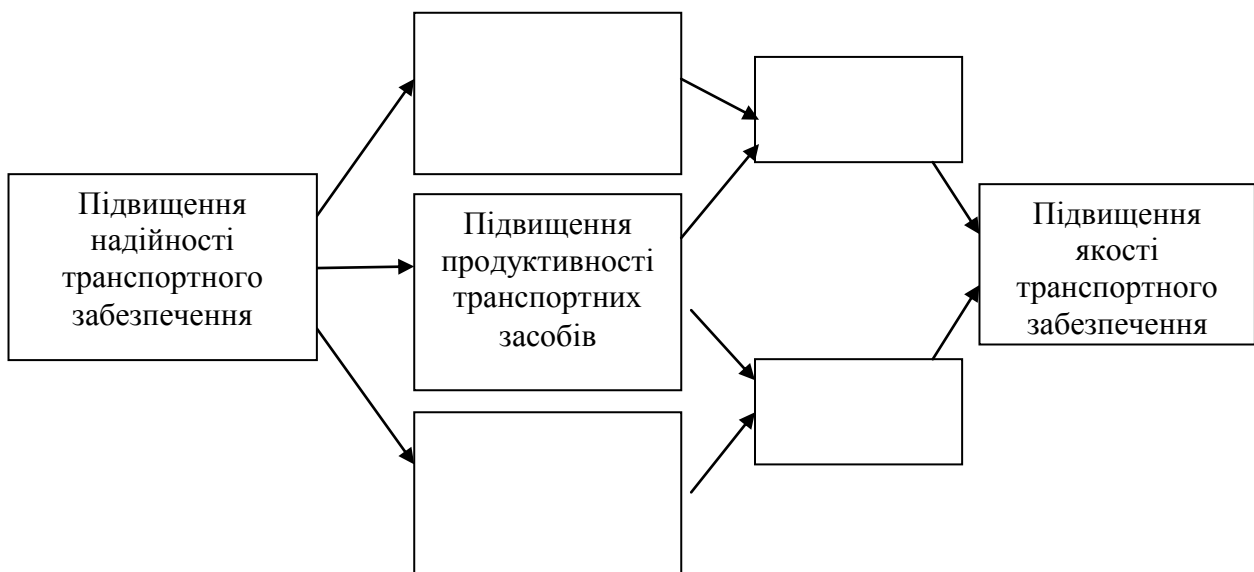 Підвищення
надійності
транспортного
забезпечення
Підвищення
продуктивності
транспортних
засобів
Підвищення
якості
транспортного
забезпечення